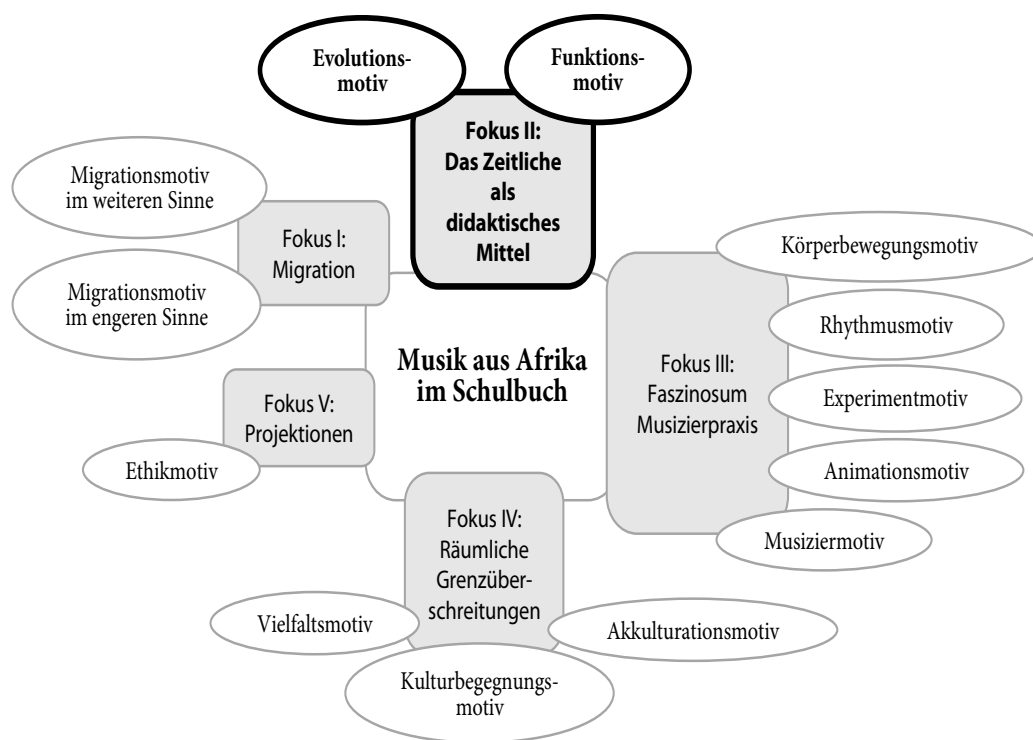 Evolutions-
motiv
Funktions-
motiv
Fokus II:
Das Zeitliche
als
didaktisches
Mittel
Migrationsmotiv
im weiteren Sinne
Fokus I:
Migration
Migrationsmotiv
im engeren Sinne
Musik aus Afrika
im Schulbuch
Körperbewegungsmotiv
Rhythmusmotiv
Fokus III:
Faszinosum
Musizierpraxis
Experimentmotiv
Animationsmotiv
Musiziermotiv
Fokus V:
Projektionen
Ethikmotiv
Fokus IV:
Räumliche
Grenzüber-
schreitungen
Vielfaltsmotiv
Akkulturationsmotiv
Kulturbegegnungs-
motiv